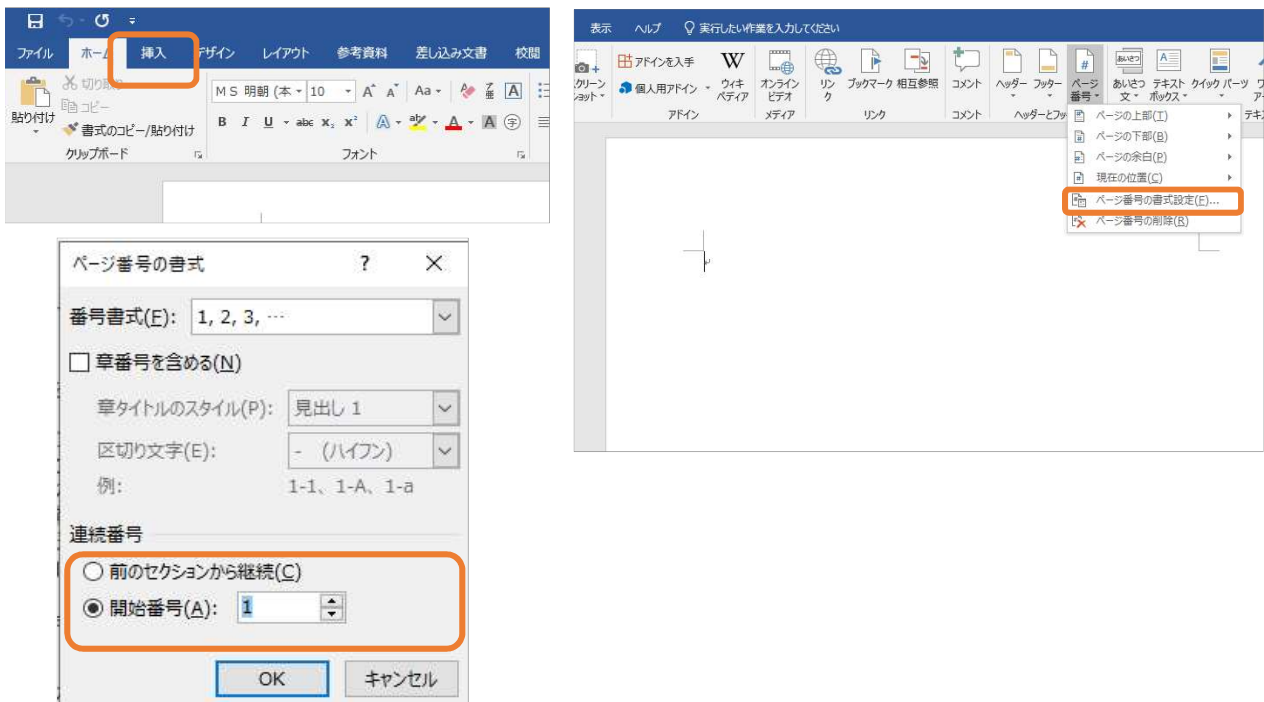 ファイル ホーム 挿入 デザイン レイアウト 参考資料 差し込み文書 校閲
切り取り
コピー
貼り付け
書式のコピー/貼り付け
クリップボード
ＭＳ 明朝 (本 10 A A Aa
B I U abc x₂ x² A A A 字
フォント
表示 ヘルプ 実行したい作業を入力してください
アドインを入手
個人用アドイン
W
ウィキ
ペディア
アドイン
オンライン
ビデオ
メディア
リン
ク
ブックマーク
相互参照
リンク
コメント
コメント
ヘッダー
フッター
ページ
番号
あいさつ
文
テキスト
ボックス
クイック パーツ
ページの上部(T)
ページの下部(B)
ページの余白(P)
現在の位置(C)
ページ番号の書式設定(F)...
ページ番号の削除(R)
ページ番号の書式 ?
番号書式(F): 1, 2, 3, …
章番号を含める(N)
章タイトルのスタイル(P): 見出し 1
区切り文字(E): - (ハイフン)
例: 1-1、1-A、1-a
連続番号
前のセクションから継続(C)
開始番号(A): 1
OK キャンセル